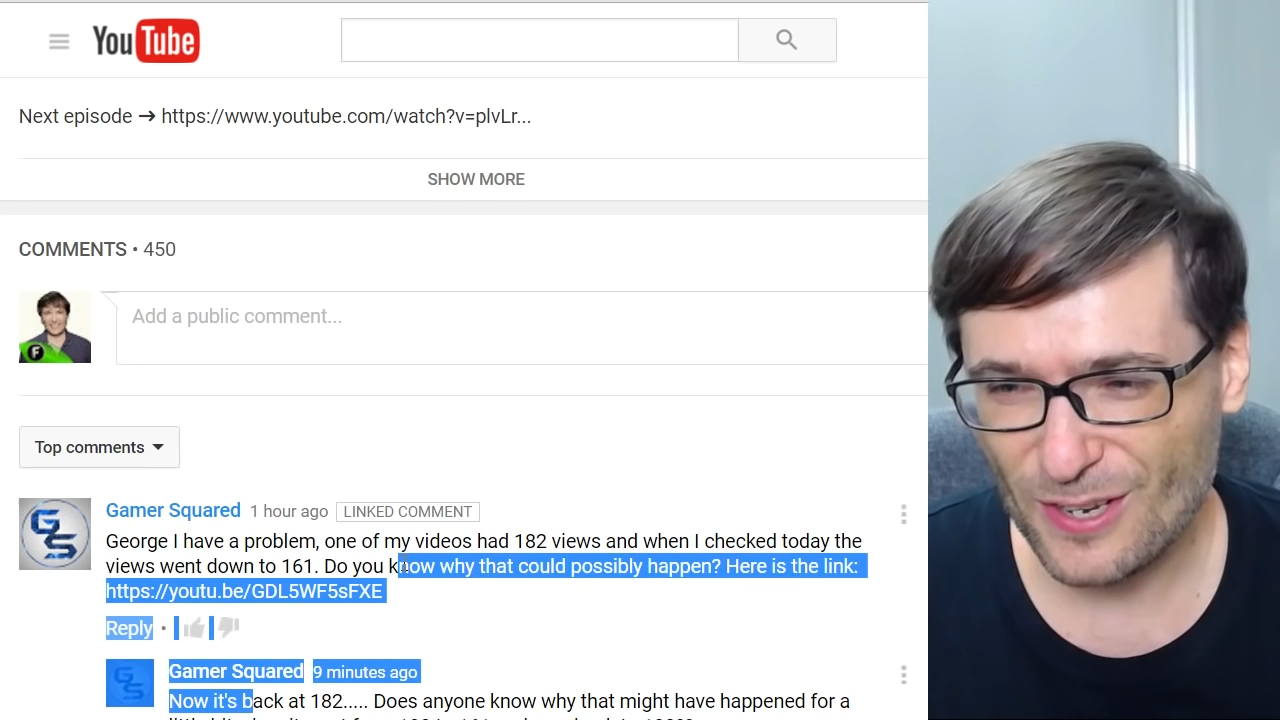 YouTube
Next episode ➔ https://www.youtube.com/watch?v=plvLr...
SHOW MORE
COMMENTS • 450
Add a public comment...
Top comments
Gamer Squared 1 hour ago LINKED COMMENT
George I have a problem, one of my videos had 182 views and when I checked today the
views went down to 161. Do you know why that could possibly happen? Here is the link:
https://youtu.be/GDL5WF5sFXE
Reply •
Gamer Squared 9 minutes ago
Now it's back at 182..... Does anyone know why that might have happened for a